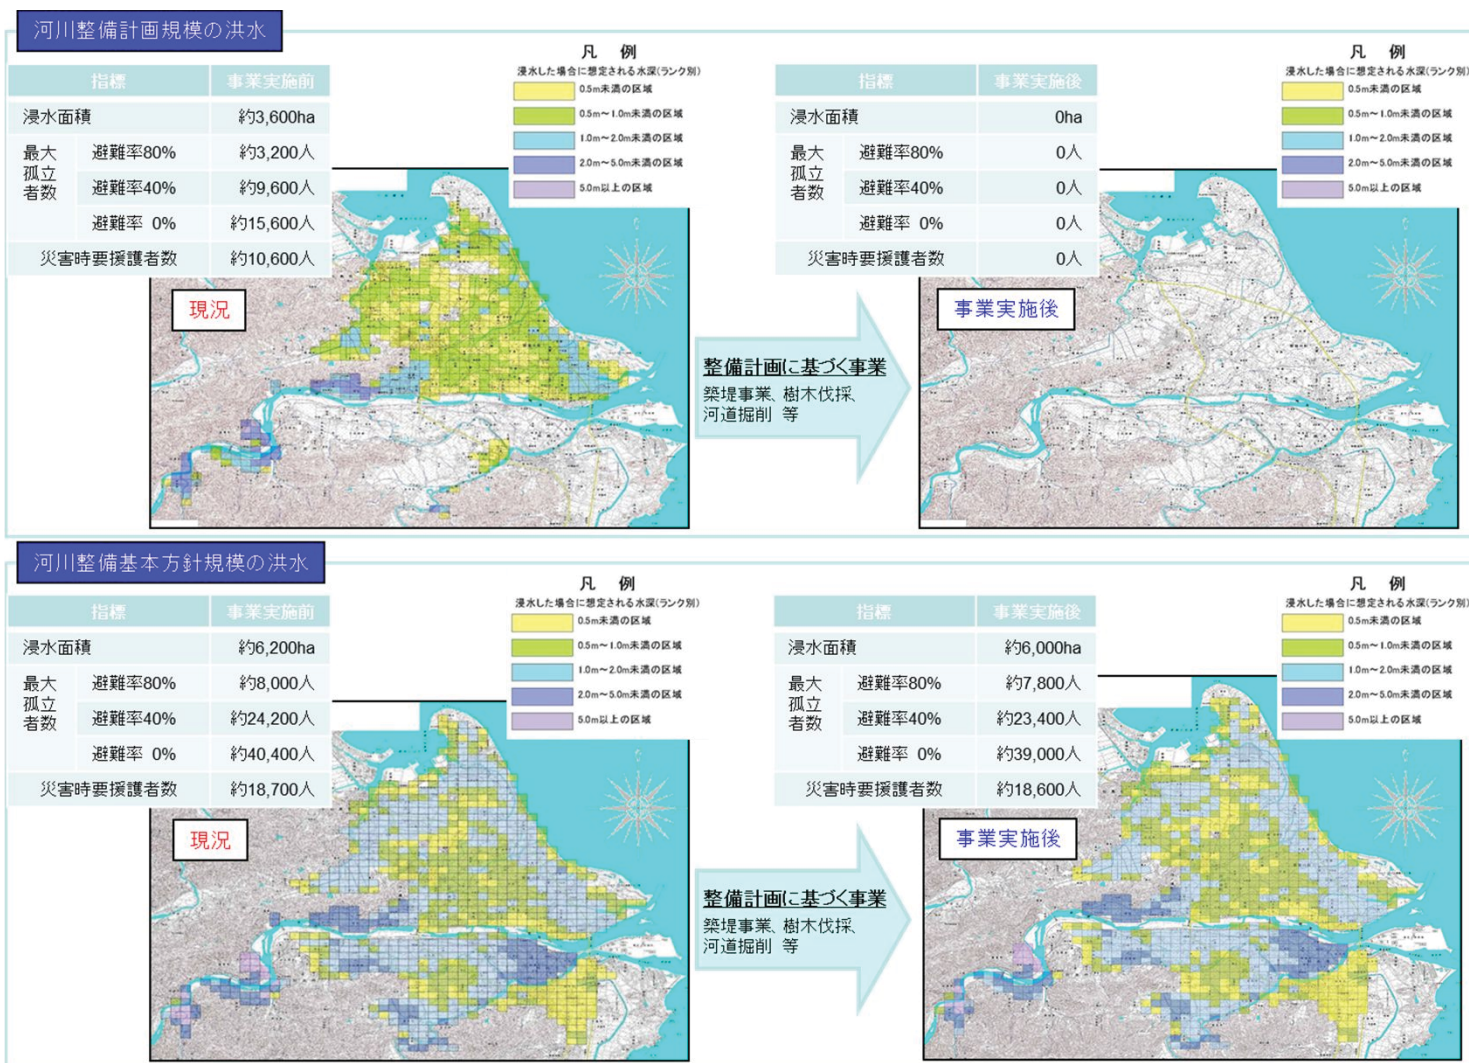 河川整備計画規模の洪水
指標 事業実施前
浸水面積 約3,600ha
最大孤立者数 避難率80% 約3,200人
避難率40% 約9,600人
避難率 0% 約15,600人
災害時要援護者数 約10,600人
凡 例
浸水した場合に想定される水深(ランク別)
0.5m未満の区域
0.5m～1.0m未満の区域
1.0m～2.0m未満の区域
2.0m～5.0m未満の区域
5.0m以上の区域
現況
整備計画に基づく事業
築堤事業、樹木伐採、
河道掘削 等
指標 事業実施後
浸水面積 0ha
最大孤立者数 避難率80% 0人
避難率40% 0人
避難率 0% 0人
災害時要援護者数 0人
凡 例
浸水した場合に想定される水深(ランク別)
0.5m未満の区域
0.5m～1.0m未満の区域
1.0m～2.0m未満の区域
2.0m～5.0m未満の区域
5.0m以上の区域
事業実施後
河川整備基本方針規模の洪水
指標 事業実施前
浸水面積 約6,200ha
最大孤立者数 避難率80% 約8,000人
避難率40% 約24,200人
避難率 0% 約40,400人
災害時要援護者数 約18,700人
凡 例
浸水した場合に想定される水深(ランク別)
0.5m未満の区域
0.5m～1.0m未満の区域
1.0m～2.0m未満の区域
2.0m～5.0m未満の区域
5.0m以上の区域
現況
整備計画に基づく事業
築堤事業、樹木伐採、
河道掘削 等
指標 事業実施後
浸水面積 約6,000ha
最大孤立者数 避難率80% 約7,800人
避難率40% 約23,400人
避難率 0% 約39,000人
災害時要援護者数 約18,600人
凡 例
浸水した場合に想定される水深(ランク別)
0.5m未満の区域
0.5m～1.0m未満の区域
1.0m～2.0m未満の区域
2.0m～5.0m未満の区域
5.0m以上の区域
事業実施後